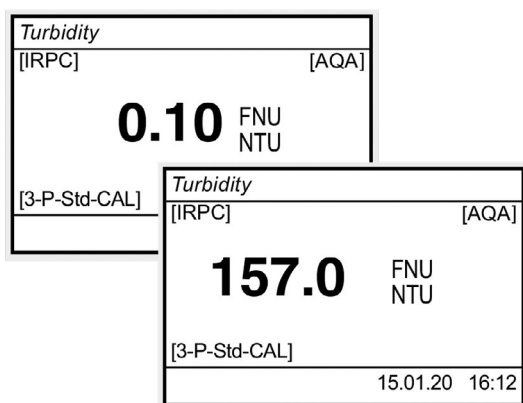 Turbidity
[IRPC] [AQA]
0.10 FNU
NTU
[3-P-Std-CAL]
Turbidity
[IRPC] [AQA]
157.0 FNU
NTU
[3-P-Std-CAL]
15.01.20 16:12